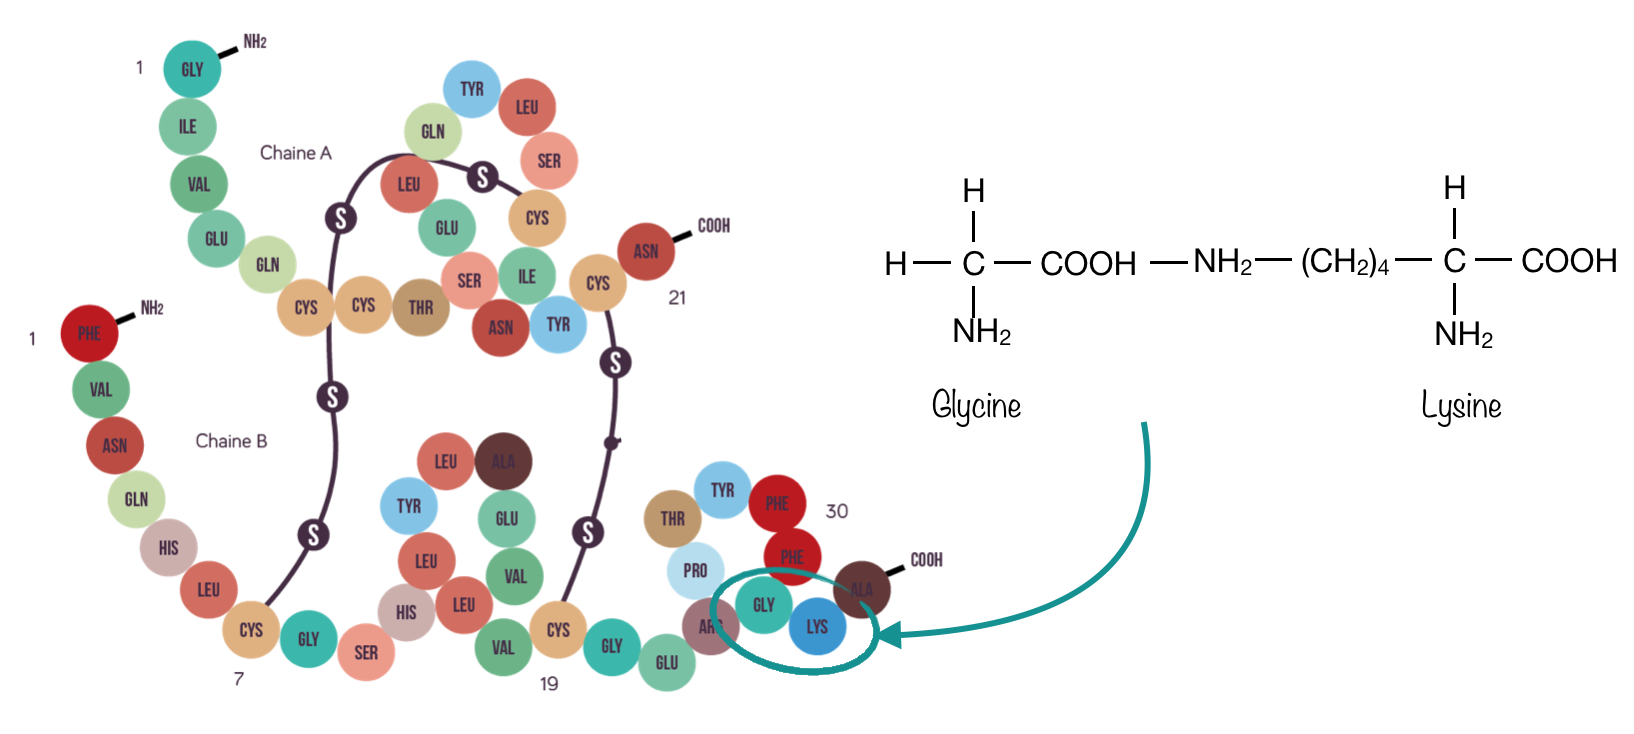 1
GLY
NH2
ILE
VAL
GLU
GLN
CYS
CYS
THR
SER
GLU
LEU
GLN
TYR
LEU
SER
CYS
ILE
ASN
TYR
CYS
ASN
COOH
21
Chaine A
S
S
S
S
S
S
1
PHE
NH2
VAL
ASN
GLN
HIS
LEU
CYS
7
GLY
SER
HIS
LEU
LEU
TYR
LEU
ALA
GLU
VAL
VAL
CYS
19
GLY
GLU
ARG
PRO
THR
TYR
PHE
PHE
30
GLY
LYS
ALA
COOH
Chaine B
H
H C COOH
NH₂
Glycine
H
NH₂ (CH₂)₄ C COOH
NH₂
Lysine